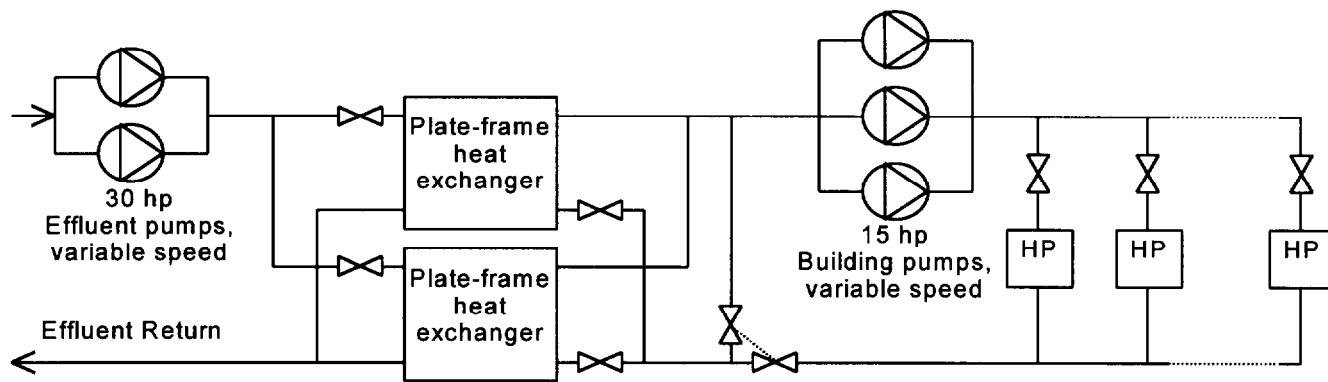 30 hp
Effluent pumps,
variable speed
Plate-frame
heat
exchanger
Plate-frame
heat
exchanger
15 hp
Building pumps,
variable speed
HP
HP
HP
Effluent Return